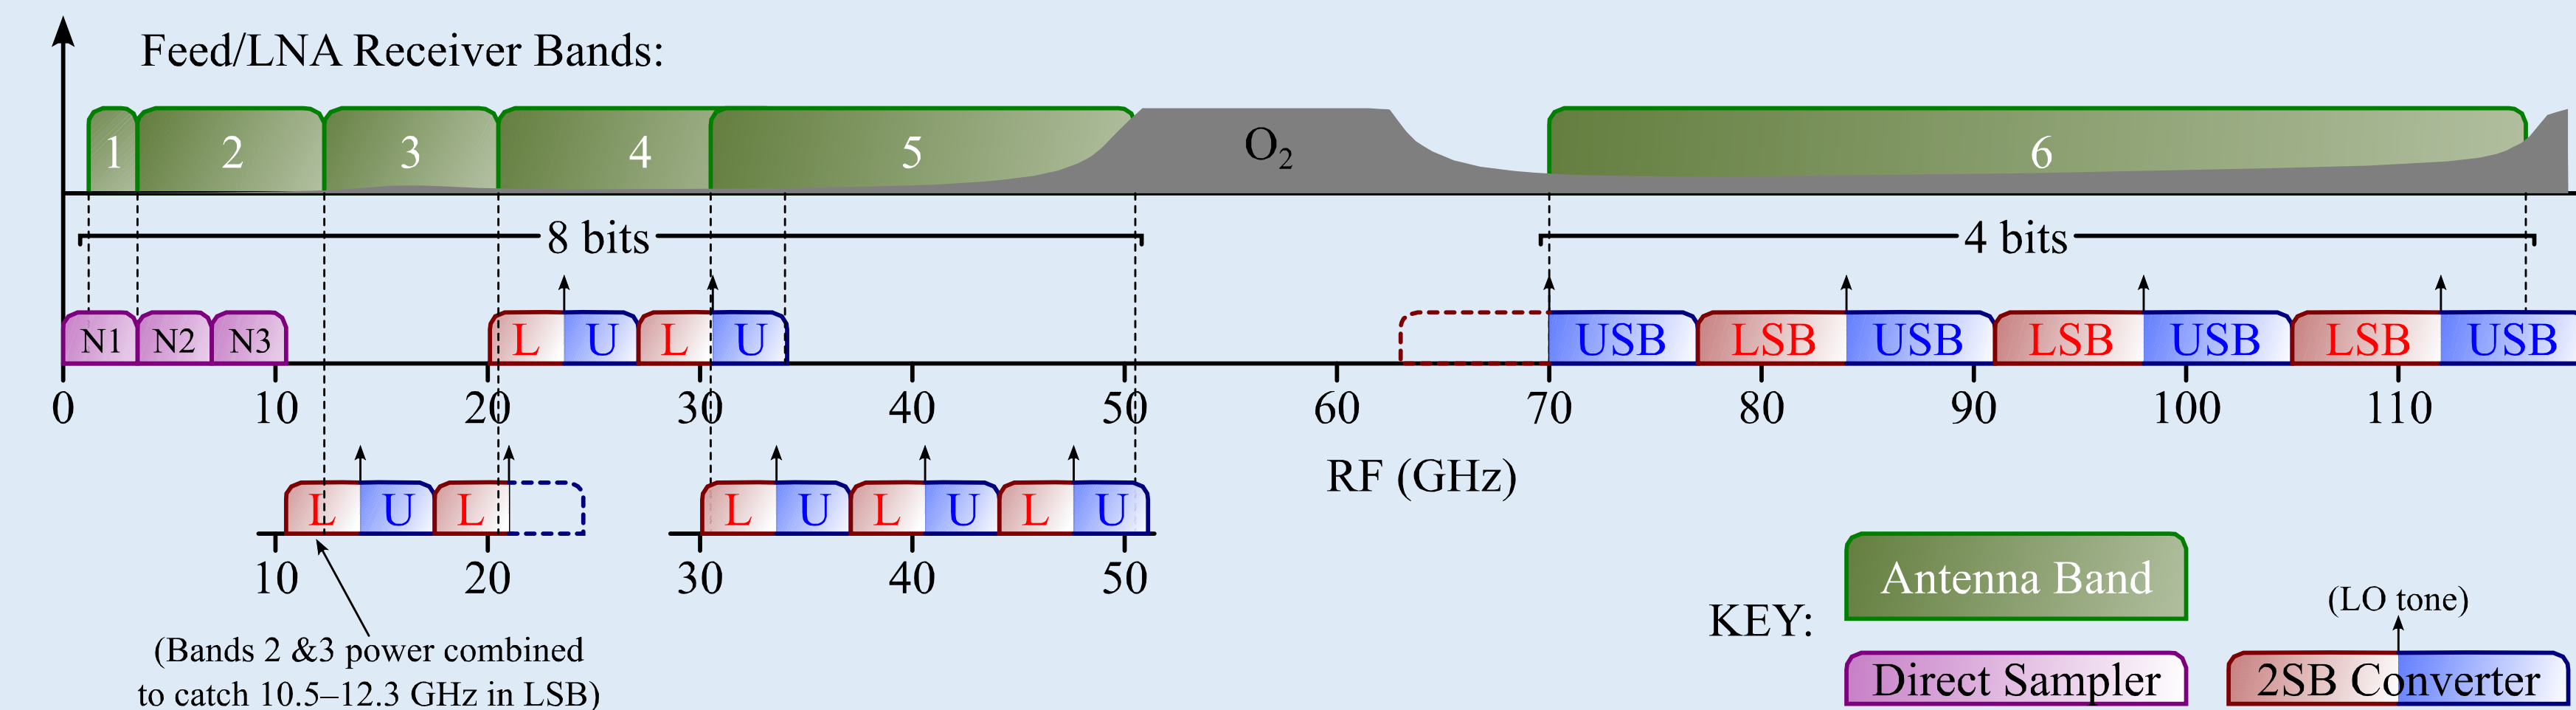 Feed/LNA Receiver Bands:
1 2 3 4 5 O2 6
8 bits 4 bits
N1 N2 N3 L U L U USB LSB USB LSB USB LSB USB
0 10 20 30 40 50 60 70 80 90 100 110
RF (GHz)
L U L L U L U L U
10 20 30 40 50
(Bands 2 &3 power combined
to catch 10.5–12.3 GHz in LSB)
KEY:
Antenna Band
(LO tone)
Direct Sampler 2SB Converter